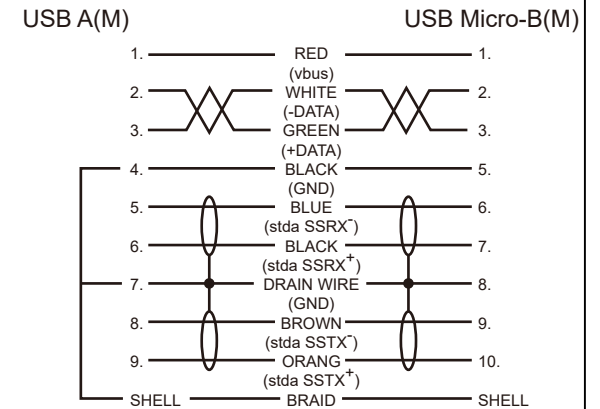 USB A(M) USB Micro-B(M)
1. RED 1.
(vbus)
2. WHITE 2.
(-DATA)
3. GREEN 3.
(+DATA)
4. BLACK 5.
(GND)
5. BLUE 6.
(stda SSRX⁻)
6. BLACK 7.
(stda SSRX⁺)
7. DRAIN WIRE 8.
(GND)
8. BROWN 9.
(stda SSTX⁻)
9. ORANG 10.
(stda SSTX⁺)
SHELL BRAID SHELL